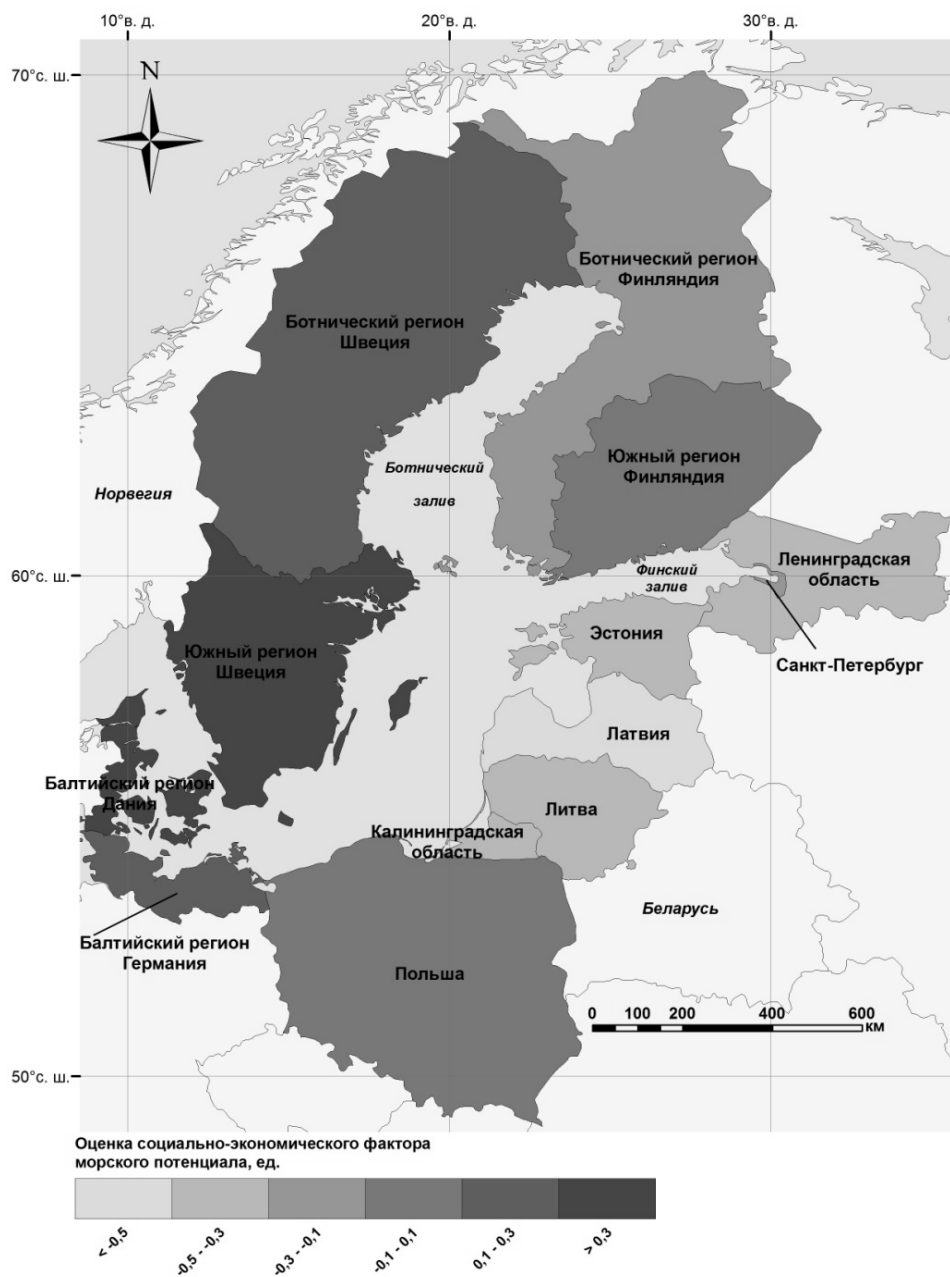 10°в. д.
20°в. д.
30°в. д.
70°с. ш.
N
Ботнический регион
Финляндия
Ботнический регион
Швеция
Южный регион
Финляндия
Ботнический
залив
Норвегия
Ленинградская
область
60°с. ш.
Финский
залив
Эстония
Южный регион
Швеция
Санкт-Петербург
Латвия
Балтийский регион
Дания
Литва
Калининградская
область
Беларусь
Балтийский регион
Германия
Польша
0 100 200 400 600
км
50°с. ш.
Оценка социально-экономического фактора
морского потенциала, ед.
< -0,5
-0,5 - -0,3
-0,3 - -0,1
-0,1 - 0,1
0,1 - 0,3
> 0,3